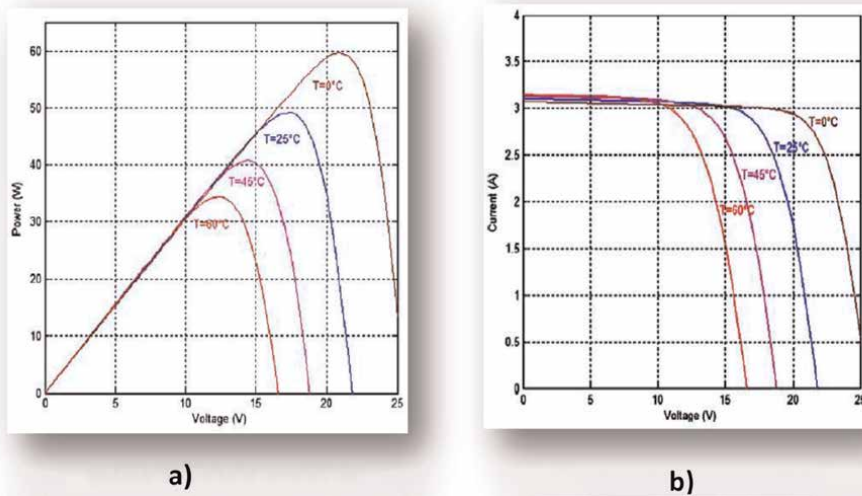 60
50
40
30
20
10
0
Power (W)
T=0°C
T=25°C
T=45°C
T=60°C
0 5 10 15 20 25
Voltage (V)
a)
4
3.5
3
2.5
2
1.5
1
0.5
0
Current (A)
T=0°C
T=25°C
T=45°C
T=60°C
0 5 10 15 20 25
Voltage (V)
b)